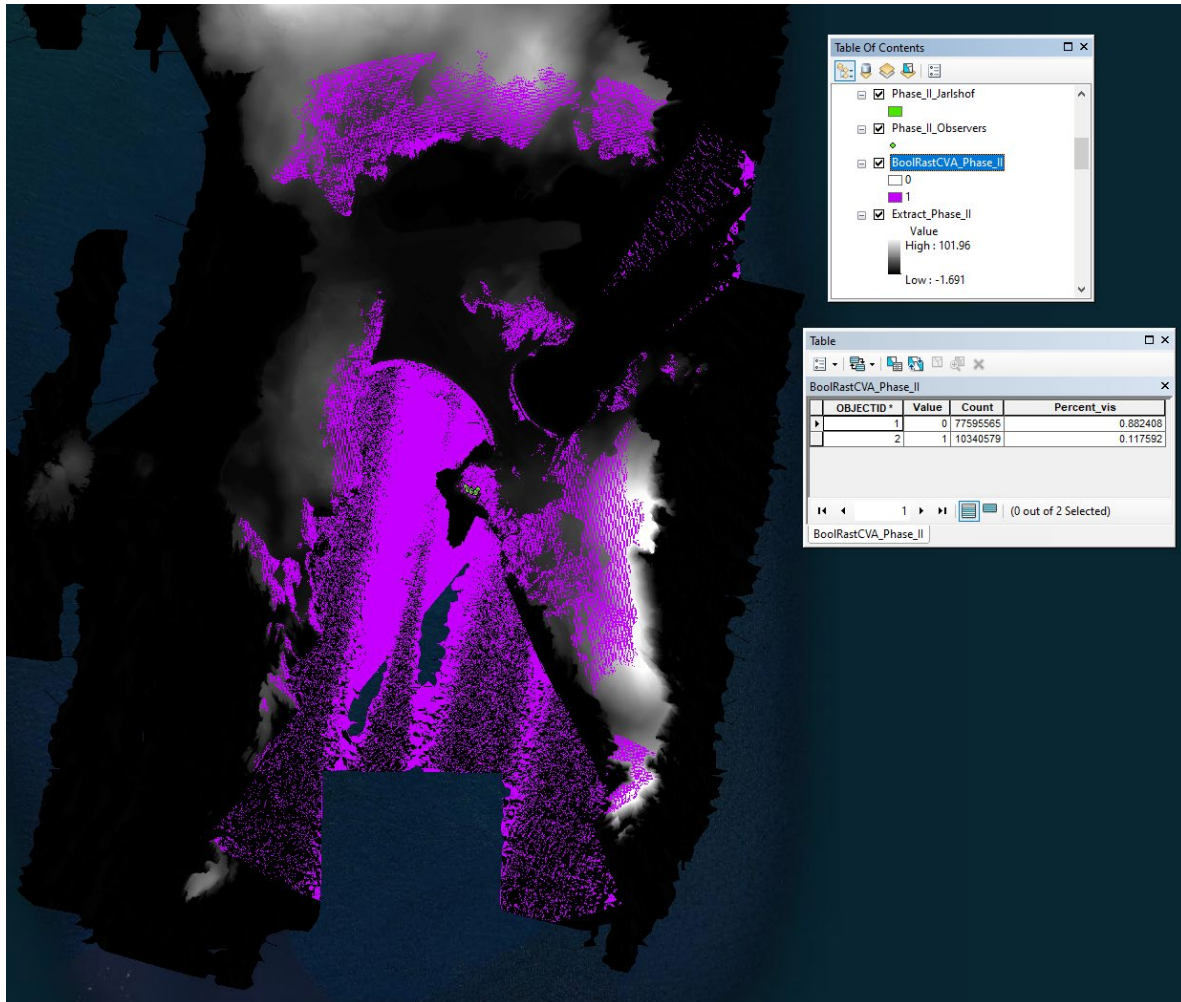 Table Of Contents
Phase_II_Jarlshof
Phase_II_Observers
BoolRastCVA_Phase_II
0
1
Extract_Phase_II
Value
High : 101.96
Low : -1.691
Table
BoolRastCVA_Phase_II
OBJECTID * Value Count Percent_vis
1 0 77595565 0.882408
2 1 10340579 0.117592
1 (0 out of 2 Selected)
BoolRastCVA_Phase_II